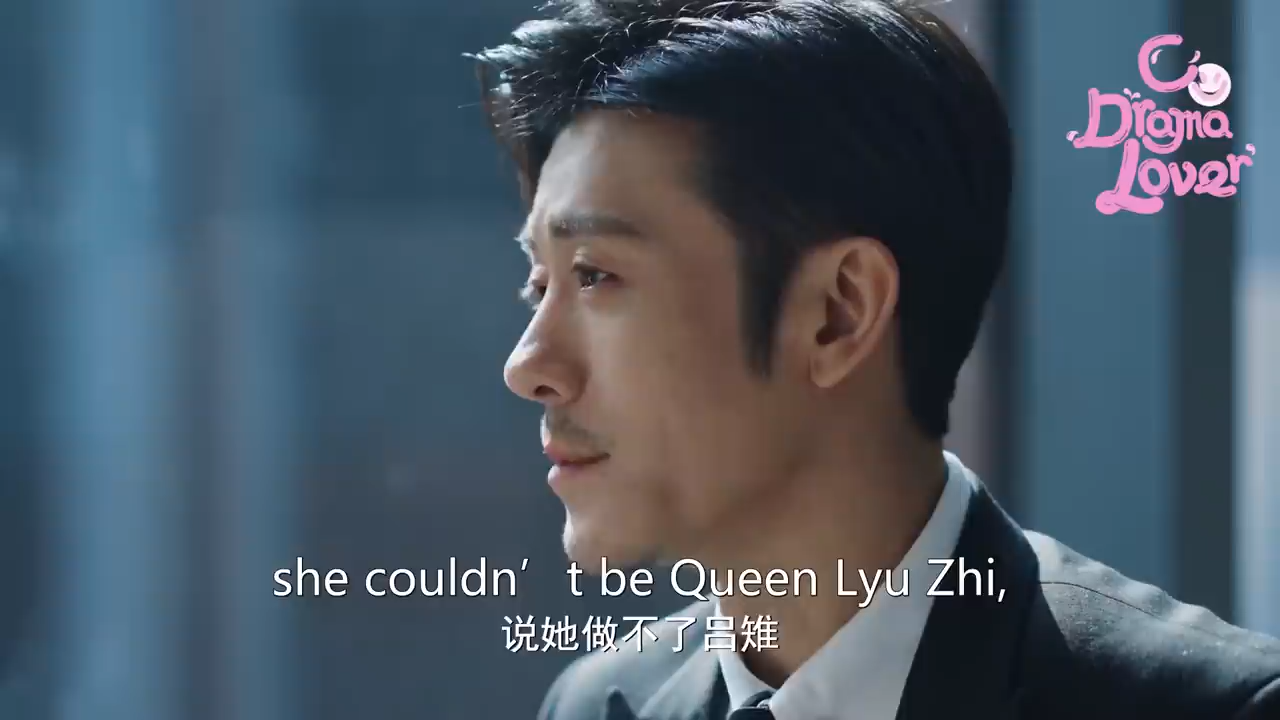 C
Drama
Lover
she couldn't be Queen Lyu Zhi,
说她做不了吕雉